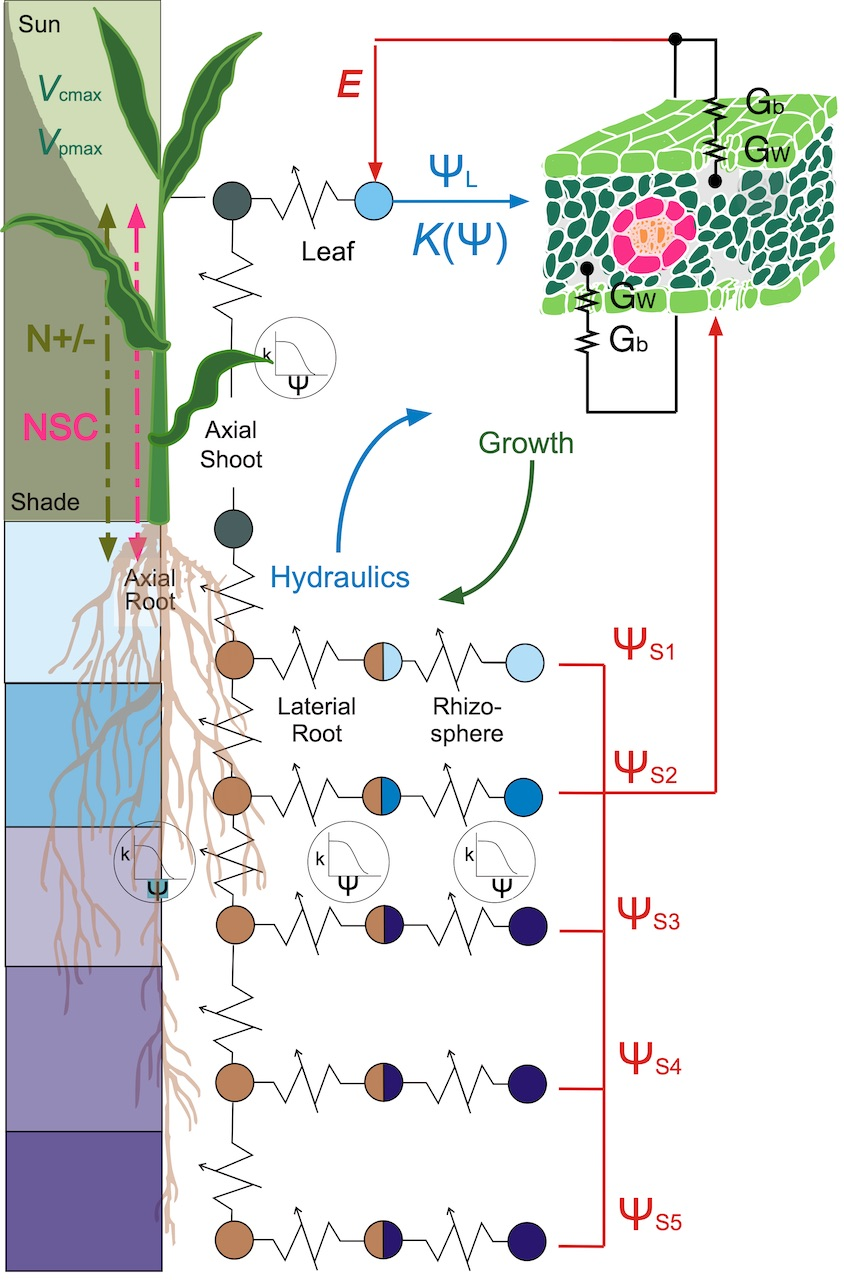 Sun
Vcmax
Vpmax
E
Gb
Gw
ΨL
K(Ψ)
Leaf
Gw
Gb
N+/-
k
Ψ
NSC
Axial
Shoot
Growth
Shade
Hydraulics
Axial
Root
ΨS1
Laterial
Root
Rhizo-
sphere
ΨS2
k
Ψ
k
Ψ
k
Ψ
ΨS3
ΨS4
ΨS5